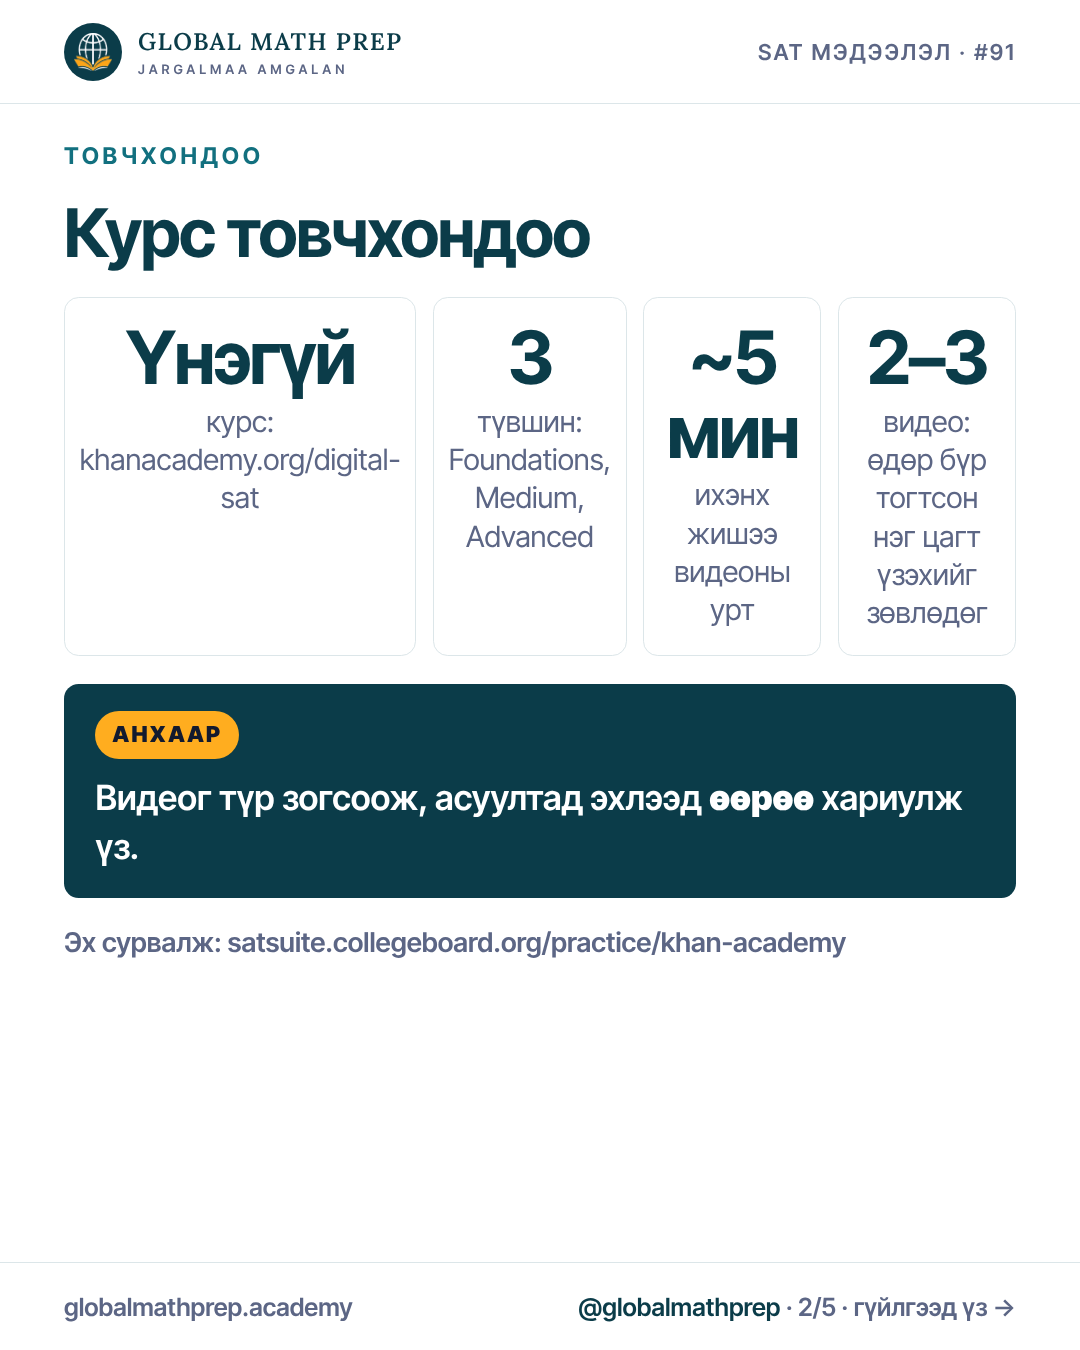 GLOBAL MATH PREP
JARGALMAA AMGALAN
SAT МЭДЭЭЛЭЛ · #91
ТОВЧХОНДОО
Курс товчхондоо
Үнэгүй
курс:
khanacademy.org/digital-
sat
3
түвшин:
Foundations,
Medium,
Advanced
~5
мин
ихэнх
жишээ
видеоны
урт
2–3
видео:
өдөр бүр
тогтсон
нэг цагт
үзэхийг
зөвлөдөг
АНХААР
Видеог түр зогсоож, асуултад эхлээд өөрөө хариулж
үз.
Эх сурвалж: satsuite.collegeboard.org/practice/khan-academy
globalmathprep.academy
@globalmathprep · 2/5 · гүйлгээд үз →